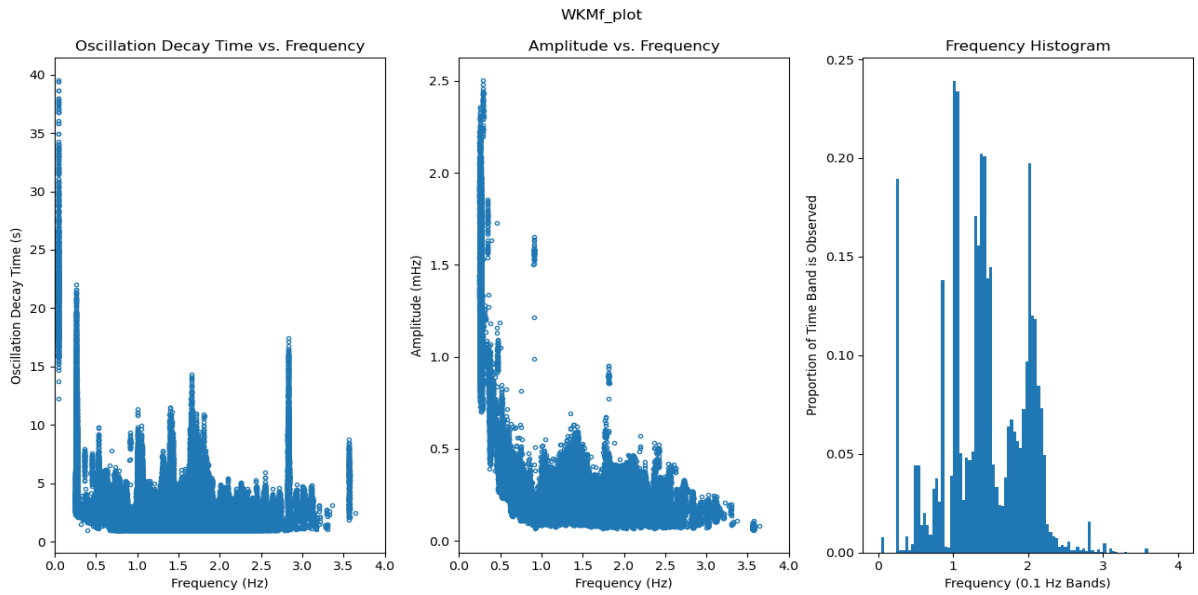 WKMf_plot
Oscillation Decay Time vs. Frequency
Oscillation Decay Time (s)
40
35
30
25
20
15
10
5
0
0.0 0.5 1.0 1.5 2.0 2.5 3.0 3.5 4.0
Frequency (Hz)
Amplitude vs. Frequency
Amplitude (mHz)
2.5
2.0
1.5
1.0
0.5
0.0
0.0 0.5 1.0 1.5 2.0 2.5 3.0 3.5 4.0
Frequency (Hz)
Frequency Histogram
Proportion of Time Band is Observed
0.25
0.20
0.15
0.10
0.05
0.00
0 1 2 3 4
Frequency (0.1 Hz Bands)